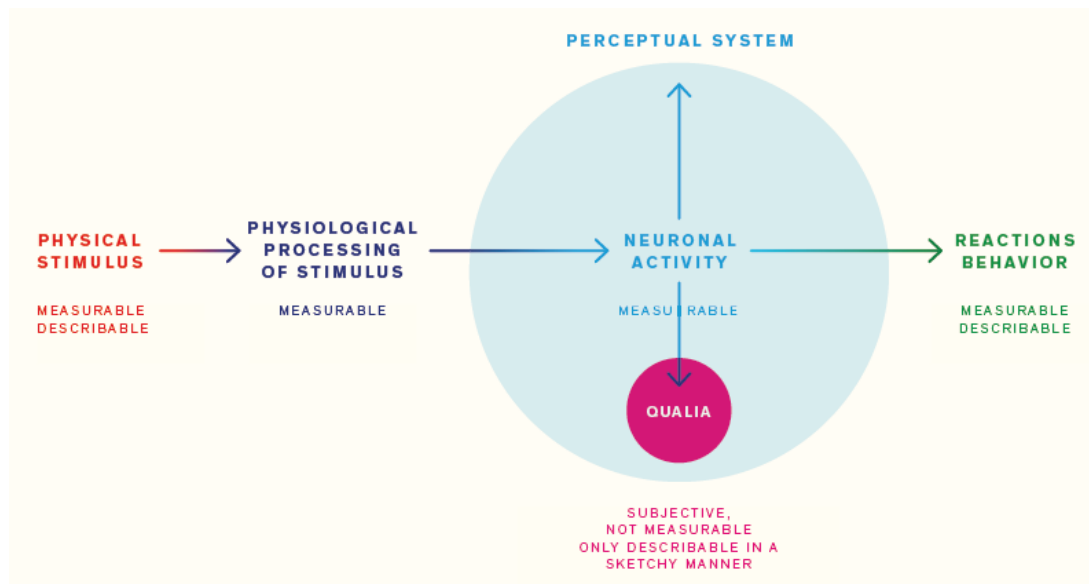 PERCEPTUAL SYSTEM
PHYSICAL
STIMULUS
MEASURABLE
DESCRIBABLE
PHYSIOLOGICAL
PROCESSING
OF STIMULUS
MEASURABLE
NEURONAL
ACTIVITY
MEASURABLE
QUALIA
SUBJECTIVE,
NOT MEASURABLE
ONLY DESCRIBABLE IN A
SKETCHY MANNER
REACTIONS
BEHAVIOR
MEASURABLE
DESCRIBABLE